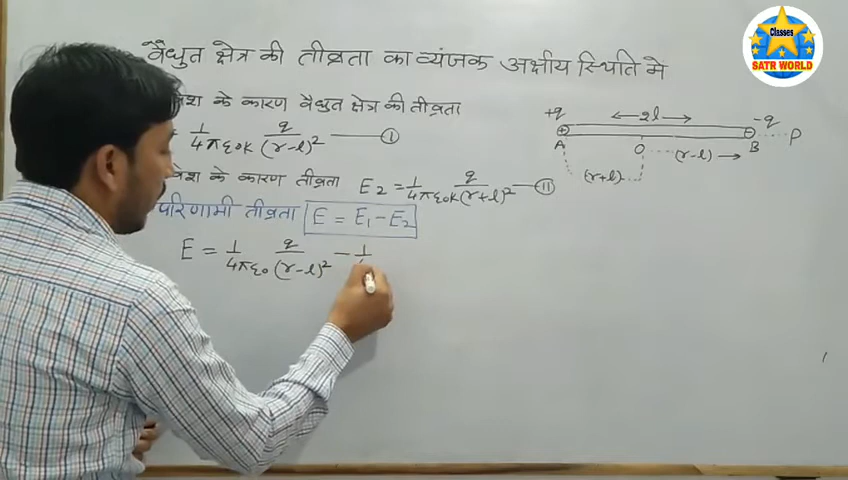 वैधुत क्षेत्र की तीव्रता का व्यंजक अक्षीय स्थिति मे
Classes
SATR WORLD
के कारण वैधुत क्षेत्र की तीव्रता
1/4πε₀K q/(r-l)² ——— I
+q ← 2l → -q
A O B P
(r-l) →
(r+l)
के कारण तीव्रता E₂ = 1/4πε₀K q/(r+l)² — II
परिणामी तीव्रता E = E₁ - E₂
E = 1/4πε₀ q/(r-l)² - 1